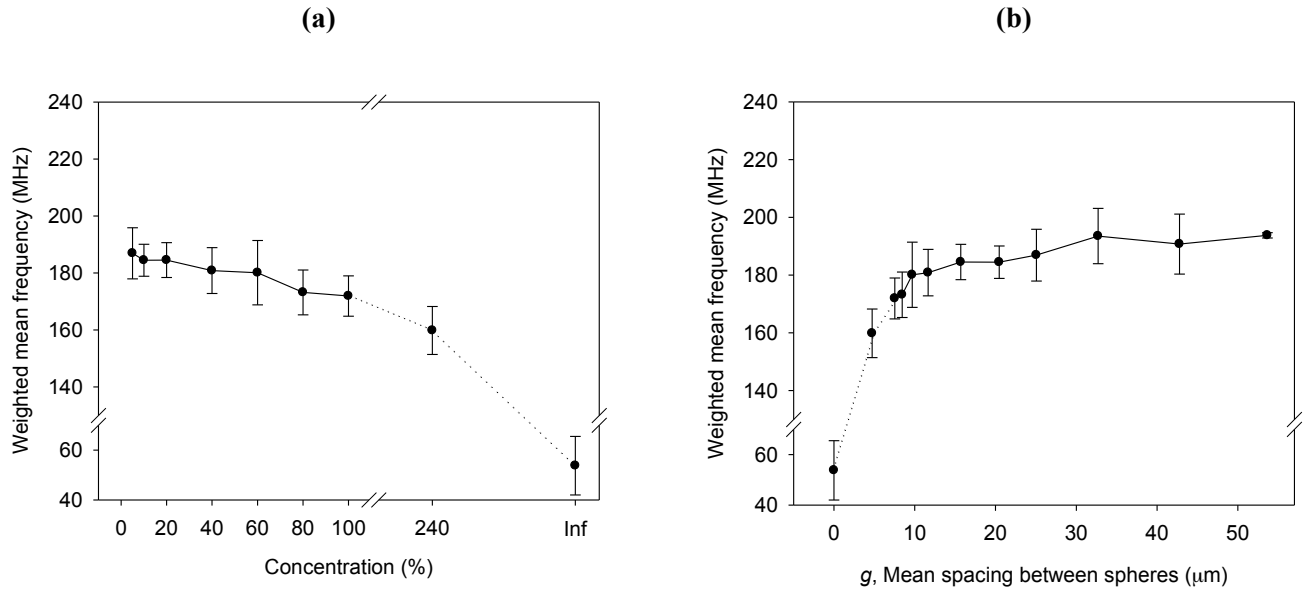 (a)
(b)
240
220
200
180
160
140
60
40
Weighted mean frequency (MHz)
0 20 40 60 80 100 240 Inf
Concentration (%)
240
220
200
180
160
140
60
40
Weighted mean frequency (MHz)
0 10 20 30 40 50
g, Mean spacing between spheres (μm)